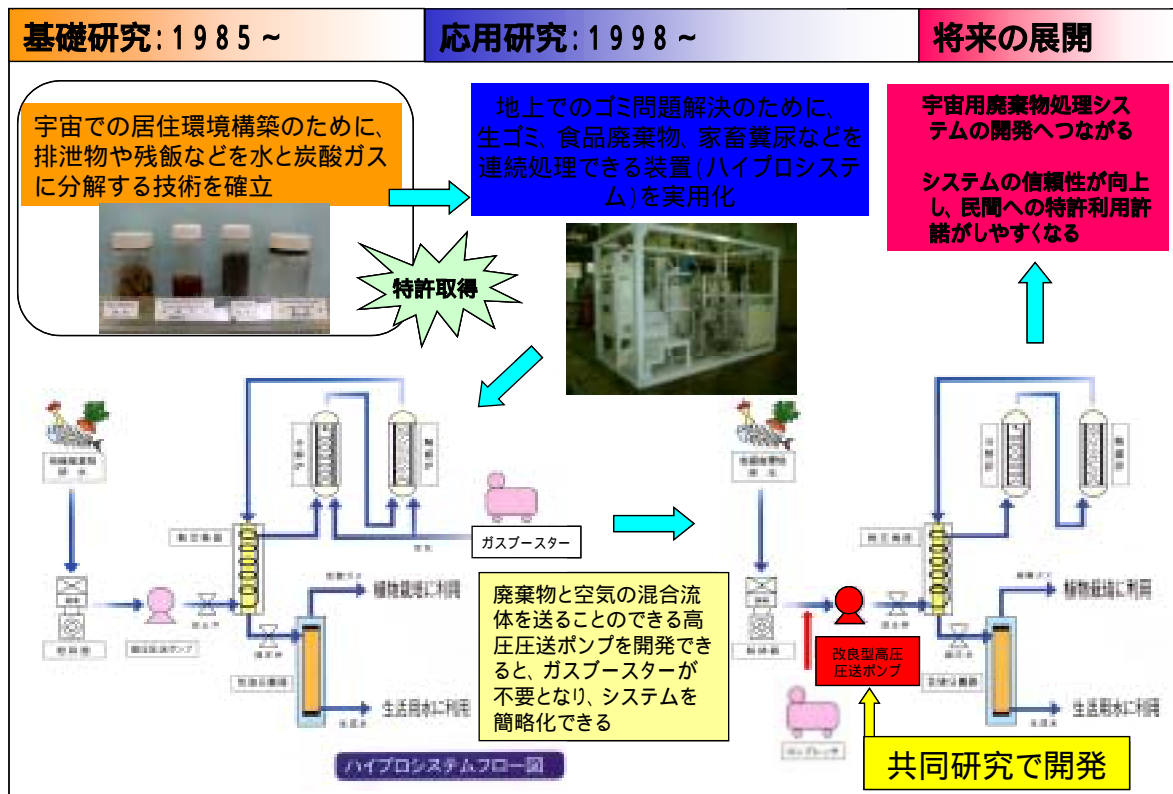 基礎研究:1985~
応用研究:1998~
将来の展開
宇宙での居住環境構築のために、
排泄物や残飯などを水と炭酸ガス
に分解する技術を確立
地上でのゴミ問題解決のために、
生ゴミ、食品廃棄物、家畜糞尿などを
連続処理できる装置(ハイプロシステ
ム)を実用化
宇宙用廃棄物処理シス
テムの開発へつながる
システムの信頼性が向上
し、民間への特許利用許
諾がしやすくなる
特許取得
ガスブースター
植物栽培に利用
生活用水に利用
ハイプロシステムフロー図
廃棄物と空気の混合流
体を送ることのできる高
圧圧送ポンプを開発でき
ると、ガスブースターが
不要となり、システムを
簡略化できる
改良型高圧
圧送ポンプ
植物栽培に利用
生活用水に利用
共同研究で開発